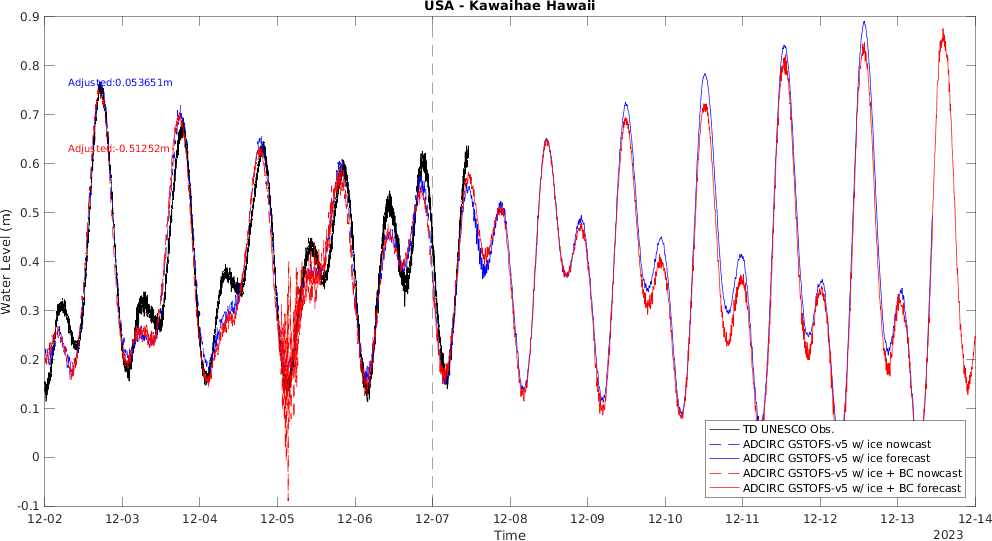 USA - Kawaihae Hawaii
0.9
0.8
0.7
0.6
0.5
0.4
0.3
0.2
0.1
0
-0.1
Water Level (m)
Adjusted:0.053651m
Adjusted:-0.51252m
TD UNESCO Obs.
ADCIRC GSTOFS-v5 w/ ice nowcast
ADCIRC GSTOFS-v5 w/ ice forecast
ADCIRC GSTOFS-v5 w/ ice + BC nowcast
ADCIRC GSTOFS-v5 w/ ice + BC forecast
12-02 12-03 12-04 12-05 12-06 12-07 12-08 12-09 12-10 12-11 12-12 12-13 12-14
Time
2023